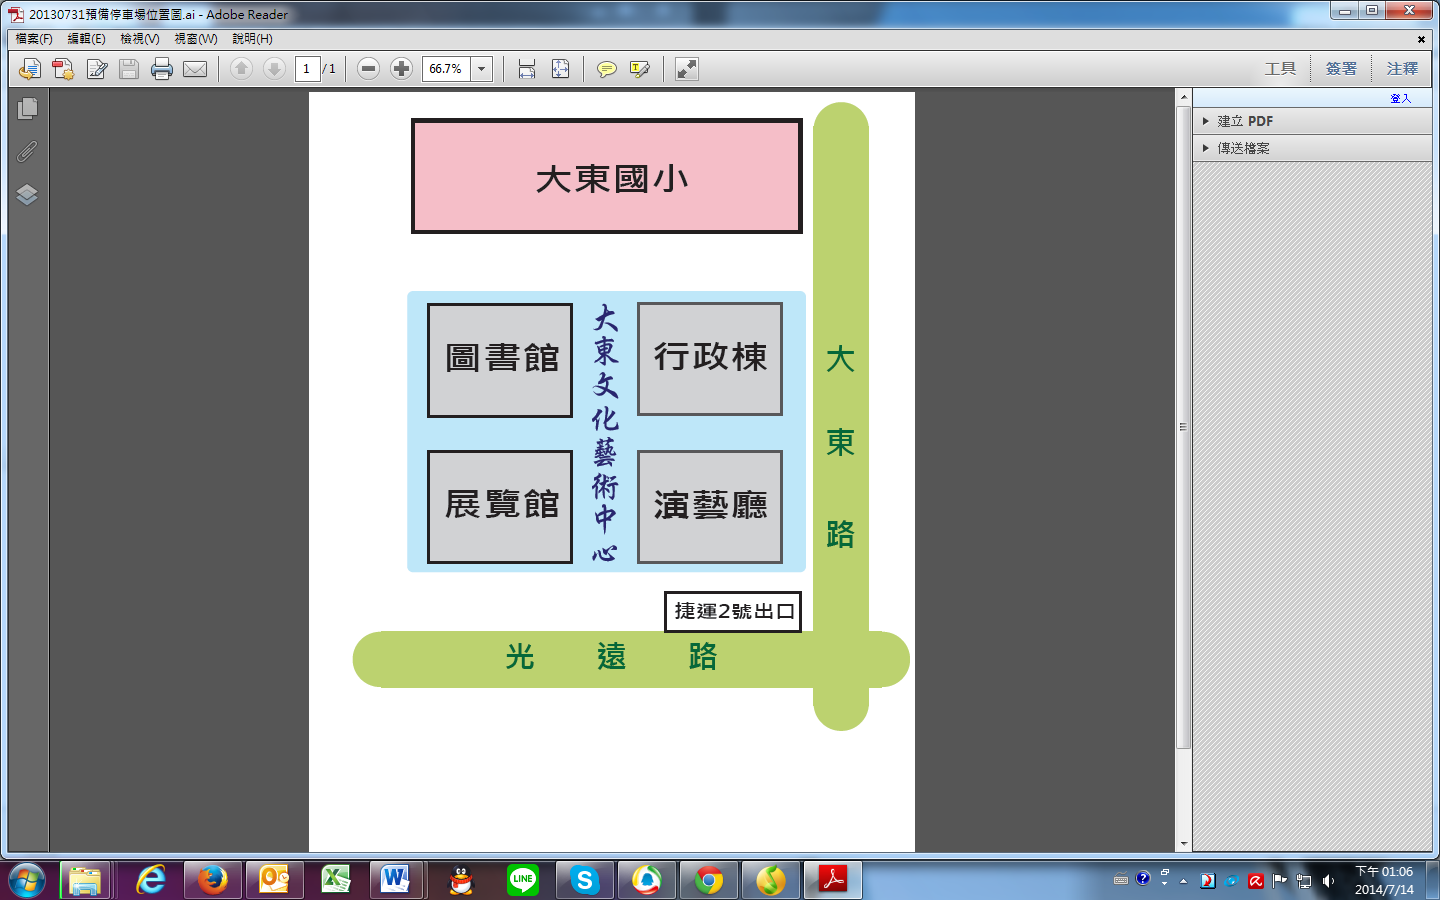 20130731預備停車場位置圖.ai - Adobe Reader
檔案(F) 編輯(E) 檢視(V) 視窗(W) 說明(H)
1 / 1 66.7% 工具 簽署 注釋
登入
建立 PDF
傳送檔案
大東國小
圖書館
行政棟
大東文化藝術中心
展覽館
演藝廳
大東路
捷運2號出口
光遠路
LINE
下午 01:06
2014/7/14